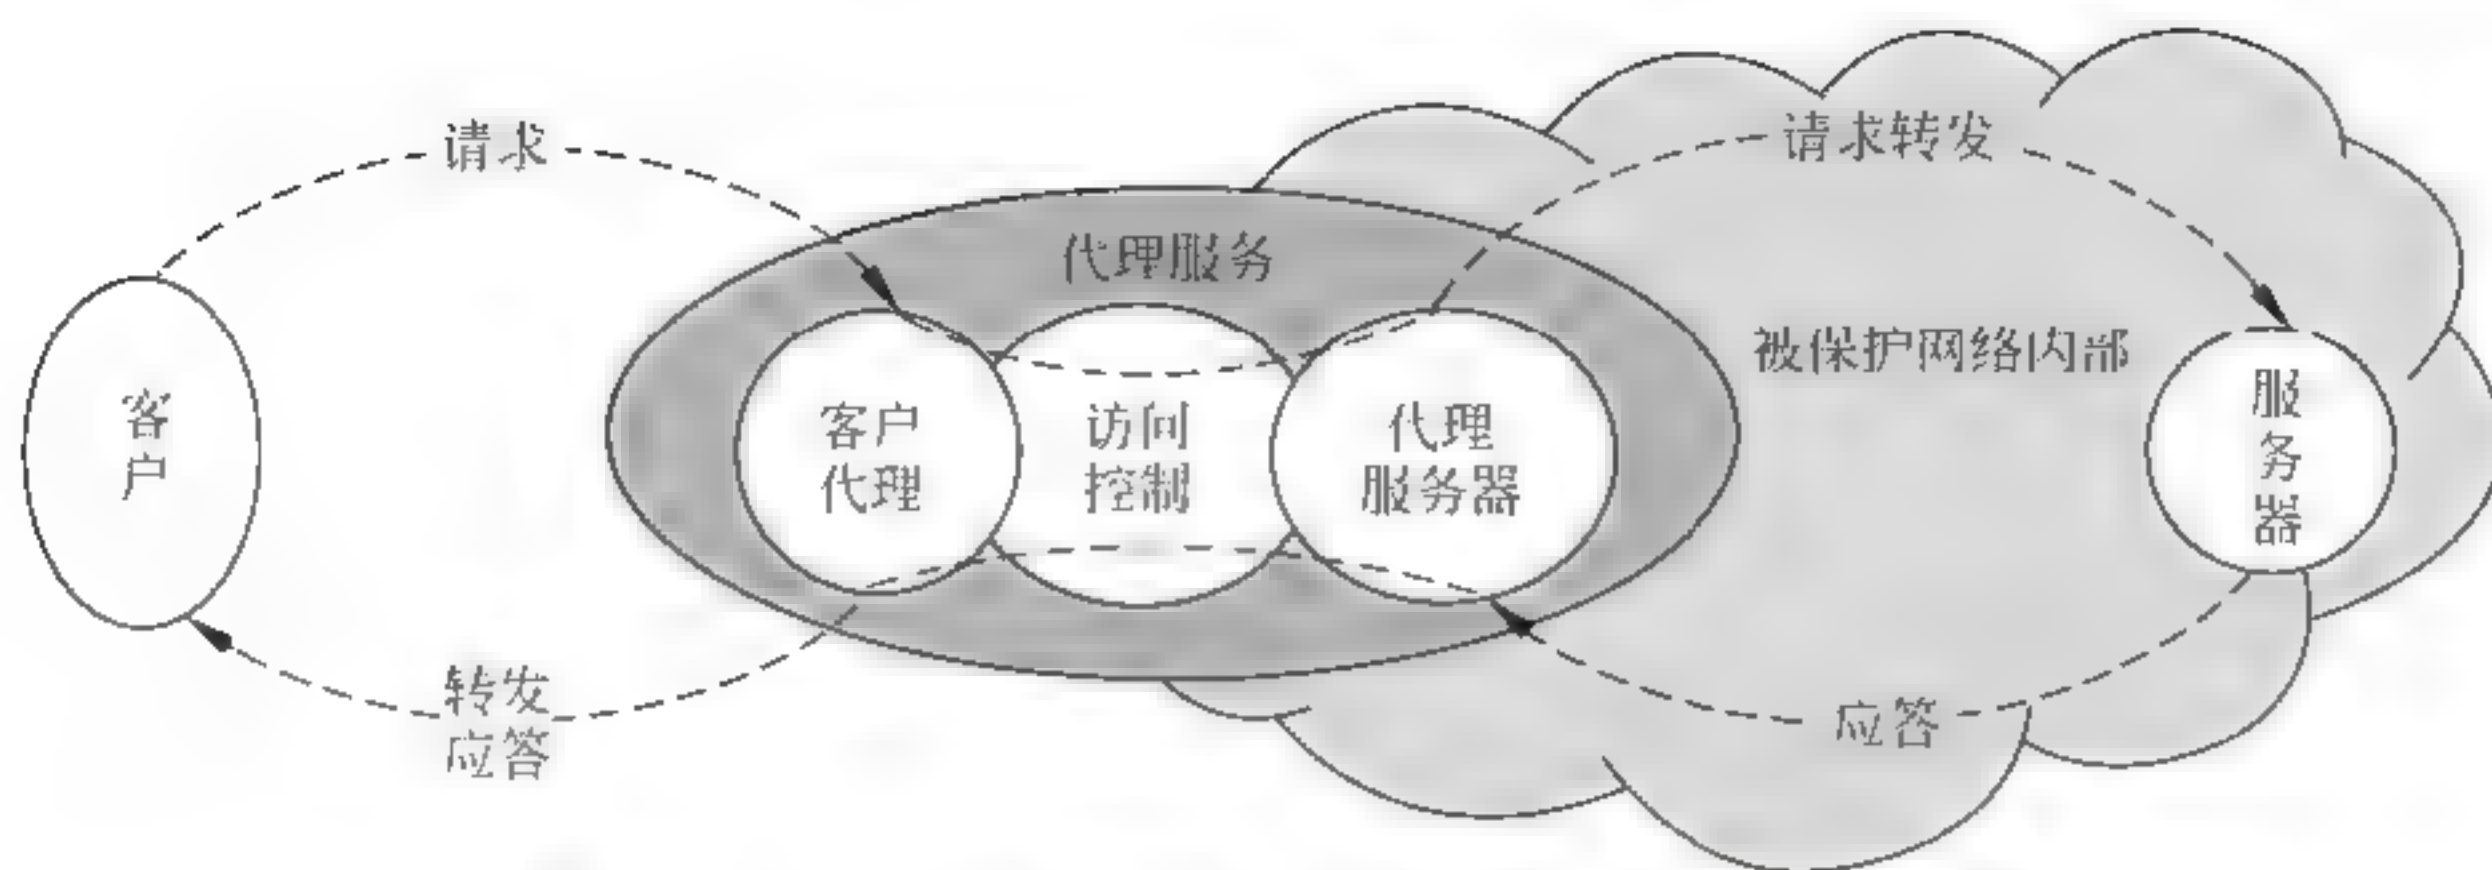 请求
请求转发
代理服务
被保护网络内部
客户
客户
代理
访问
控制
代理
服务器
服务器
转发
应答
应答